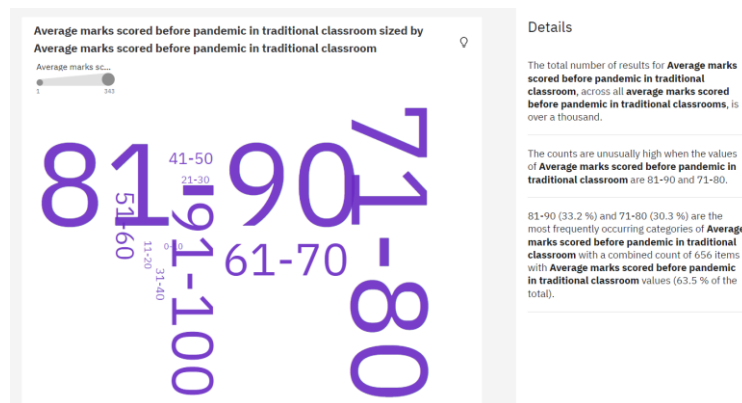 Average marks scored before pandemic in traditional classroom sized by
Average marks scored before pandemic in traditional classroom
Average marks sc...
1 343
81-90
71-80
41-50
21-30
51-60
91-100
11-20
0-10
31-40
61-70
Details
The total number of results for Average marks
scored before pandemic in traditional
classroom, across all average marks scored
before pandemic in traditional classrooms, is
over a thousand.
The counts are unusually high when the values
of Average marks scored before pandemic in
traditional classroom are 81-90 and 71-80.
81-90 (33.2 %) and 71-80 (30.3 %) are the
most frequently occurring categories of Average
marks scored before pandemic in traditional
classroom with a combined count of 656 items
with Average marks scored before pandemic
in traditional classroom values (63.5 % of the
total).